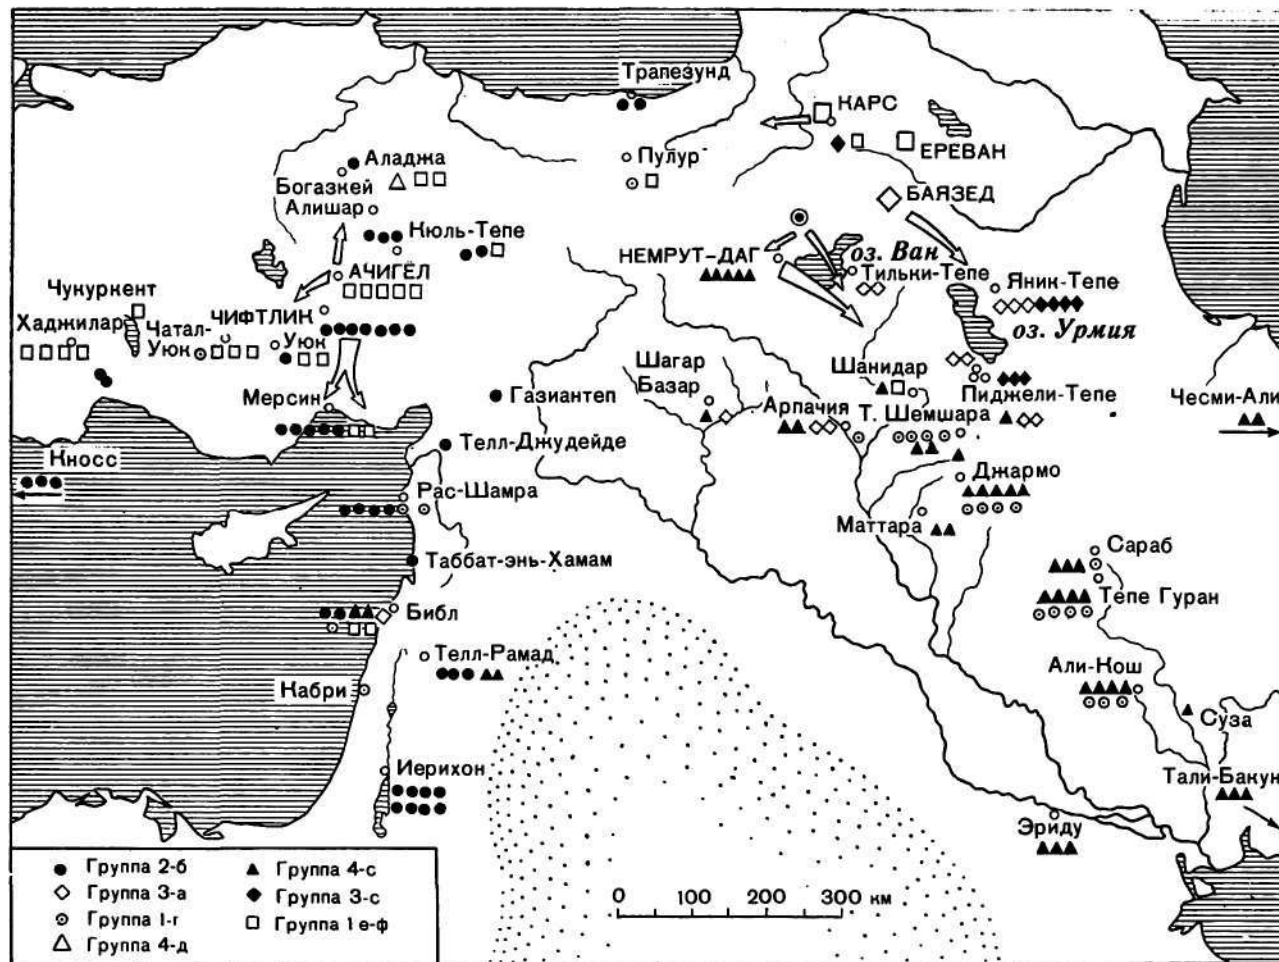 Трапезунд
КАРС
Пулур
ЕРЕВАН
Аладжа
Богазкей
Алишар
БАЯЗЕД
Кюль-Тепе
НЕМРУТ-ДАГ
оз. Ван
Тильки-Тепе
АЧИГЁЛ
Яник-Тепе
оз. Урмия
Чукуркент
Хаджилар
Чатал-
Уюк
ЧИФТЛИК
Уюк
Шагар
Базар
Шанидар
Мерсин
Газиантеп
Арпачия
Т. Шемшара
Пиджели-Тепе
Чесми-Али
Телл-Джудейде
Кносс
Рас-Шамра
Джармо
Маттара
Таббат-энь-Хамам
Сараб
Тепе Гуран
Библ
Телл-Рамад
Кабри
Али-Кош
Суза
Иерихон
Тали-Бакун
Эриду
Группа 2-б
Группа 3-а
Группа 1-г
Группа 4-д
Группа 4-с
Группа 3-с
Группа 1 е-ф
0 100 200 300 км